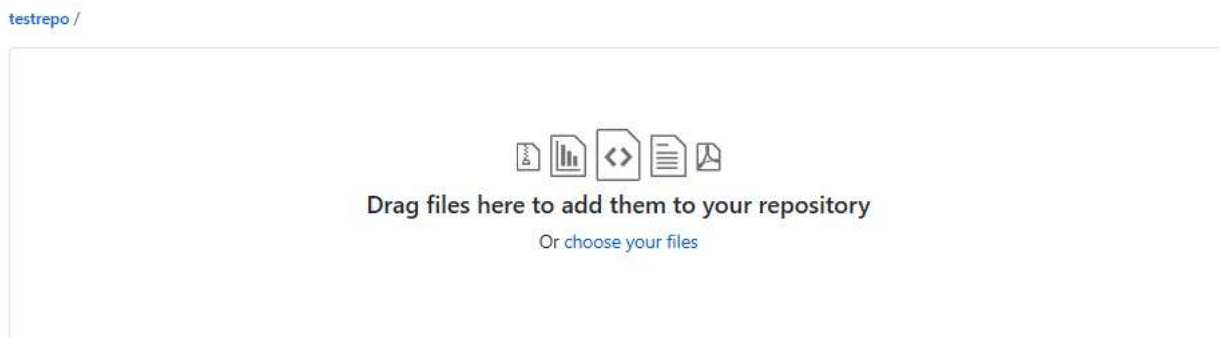 testrepo /
Drag files here to add them to your repository
Or choose your files